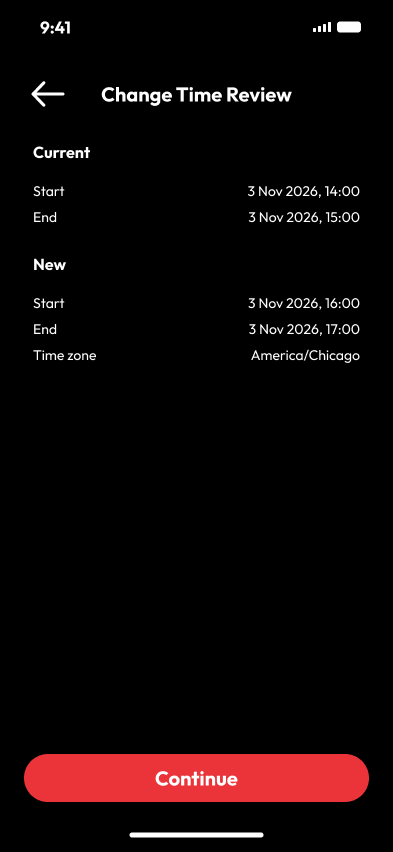 9:41
Change Time Review
Current
Start 3 Nov 2026, 14:00
End 3 Nov 2026, 15:00
New
Start 3 Nov 2026, 16:00
End 3 Nov 2026, 17:00
Time zone America/Chicago
Continue